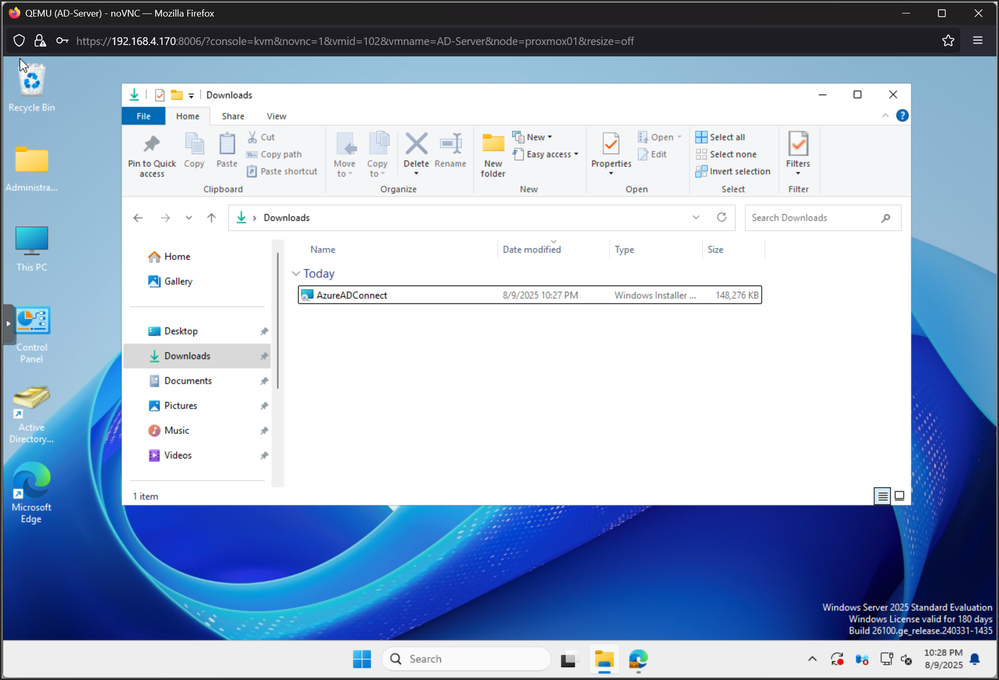 QEMU (AD-Server) - noVNC — Mozilla Firefox
https://192.168.4.170:8006/?console=kvm&novnc=1&vmid=102&vmname=AD-Server&node=proxmox01&resize=off
Recycle Bin
Administra...
This PC
Control
Panel
Active
Directory...
Microsoft
Edge
Downloads
File
Home
Share
View
?
Pin to Quick
access
Copy
Paste
Cut
Copy path
Paste shortcut
Clipboard
Move
to
Copy
to
Delete
Rename
Organize
New
folder
New
Easy access
New
Properties
Open
Edit
Open
Select all
Select none
Invert selection
Select
Filters
Filter
Downloads
Search Downloads
Home
Gallery
Desktop
Downloads
Documents
Pictures
Music
Videos
Name
Date modified
Type
Size
Today
AzureADConnect
8/9/2025 10:27 PM
Windows Installer ...
148,276 KB
1 item
Windows Server 2025 Standard Evaluation
Windows License valid for 180 days
Build 26100.ge_release.240331-1435
Search
10:28 PM
8/9/2025